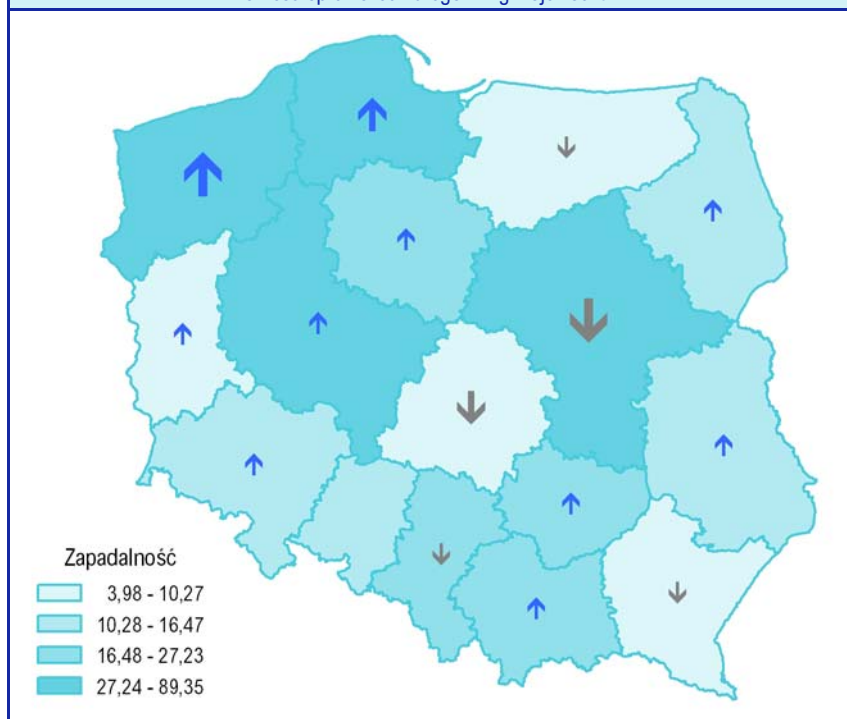 Zapadalność
3,98 - 10,27
10,28 - 16,47
16,48 - 27,23
27,24 - 89,35